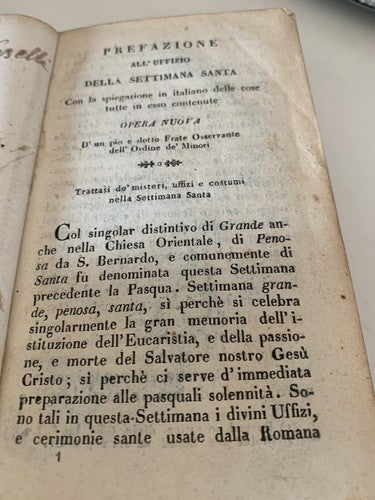 PREFAZIONE
ALL' UFFIZIO
DELLA SETTIMANA SANTA
Con la spiegazione in italiano delle cose
tutte in esso contenute
OPERA NUOVA
D' un pio e dotto Frate Osservante
dell' Ordine de' Minori
Trattasi de' misteri, uffizi e costumi
nella Settimana Santa
Col singolar distintivo di Grande an-
che nella Chiesa Orientale, di Peno-
sa da S. Bernardo, e comunemente di
Santa fu denominata questa Settimana
precedente la Pasqua. Settimana gran-
de, penosa, santa, sì perchè si celebra
singolarmente la gran memoria dell' i-
stituzione dell' Eucaristia, e della passio-
ne, e morte del Salvatore nostro Gesù
Cristo; sì perchè ci serve d' immediata
preparazione alle pasquali solennità. So-
no tali in questa-Settimana i divini Uffizi,
e cerimonie sante usate dalla Romana
1